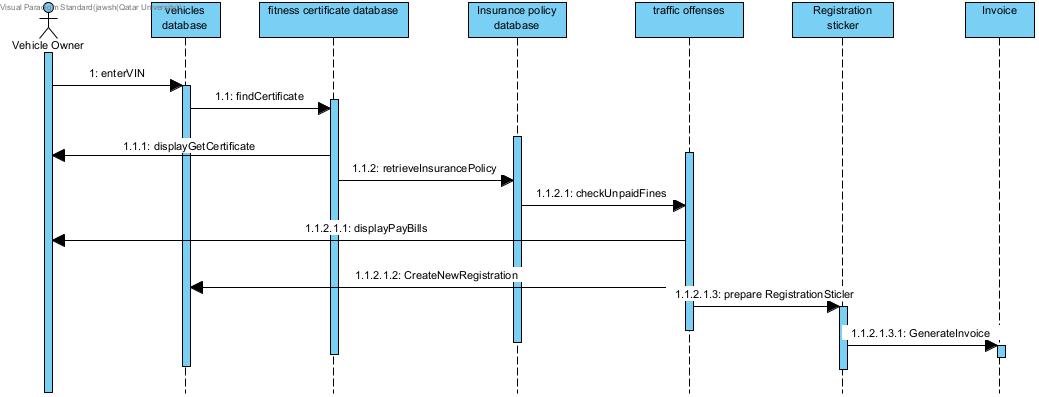 Visual Paradigm Standard(jawsh(Qatar University))
vehicles
database
fitness certificate database
Insurance policy
database
traffic offenses
Registration
sticker
Invoice
Vehicle Owner
1: enterVIN
1.1: findCertificate
1.1.1: displayGetCertificate
1.1.2: retrieveInsurancePolicy
1.1.2.1: checkUnpaidFines
1.1.2.1.1: displayPayBills
1.1.2.1.2: CreateNewRegistration
1.1.2.1.3: prepare RegistrationSticler
1.1.2.1.3.1: GenerateInvoice